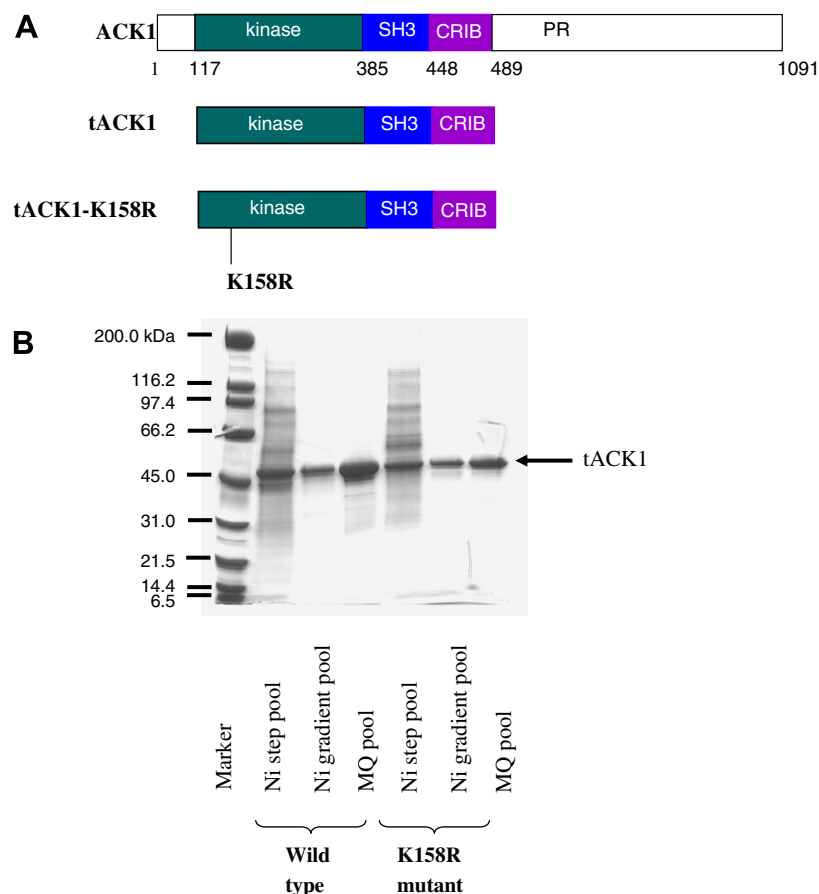 A
ACK1 kinase SH3 CRIB PR
1 117 385 448 489 1091
tACK1 kinase SH3 CRIB
tACK1-K158R kinase SH3 CRIB
K158R
B
200.0 kDa
116.2
97.4
66.2
tACK1
45.0
31.0
21.5
14.4
6.5
Marker
Ni step pool
Ni gradient pool
MQ pool
Ni step pool
Ni gradient pool
MQ pool
Wild
type
K158R
mutant